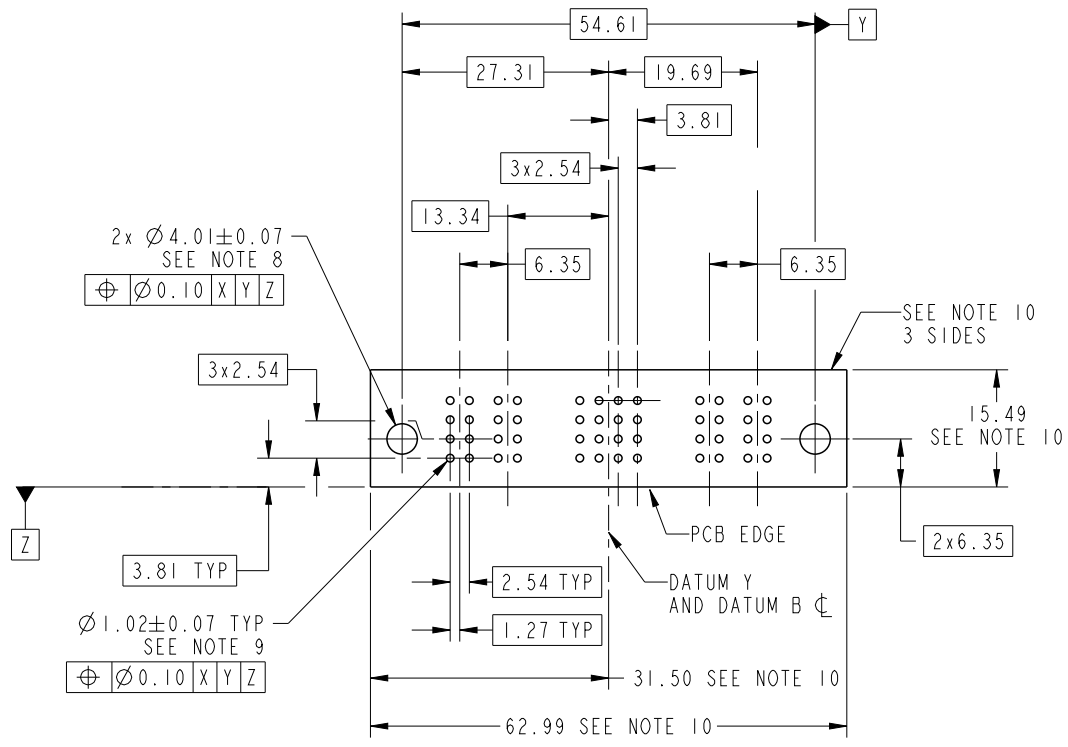 54.61
Y
27.31
19.69
3.81
3x2.54
13.34
2x Ø4.01±0.07
SEE NOTE 8
⌖ Ø0.10 X Y Z
6.35
6.35
SEE NOTE 10
3 SIDES
3x2.54
15.49
SEE NOTE 10
Z
PCB EDGE
2x6.35
3.81 TYP
2.54 TYP
DATUM Y
AND DATUM B ℄
Ø1.02±0.07 TYP
SEE NOTE 9
⌖ Ø0.10 X Y Z
1.27 TYP
31.50 SEE NOTE 10
62.99 SEE NOTE 10